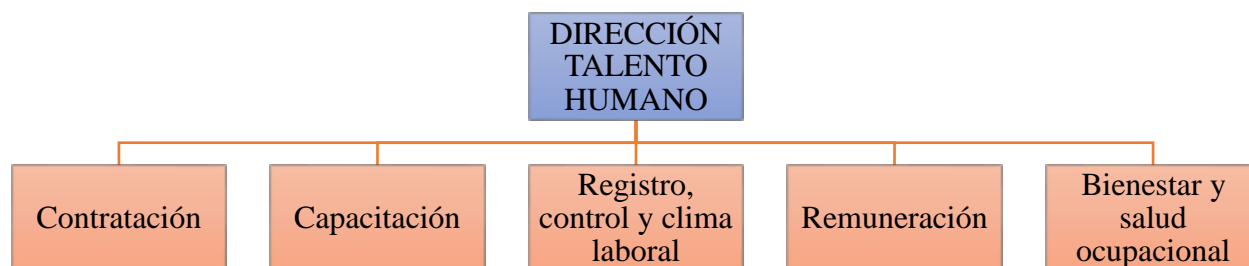 DIRECCIÓN
TALENTO
HUMANO
Contratación
Capacitación
Registro,
control y clima
laboral
Remuneración
Bienestar y
salud
ocupacional